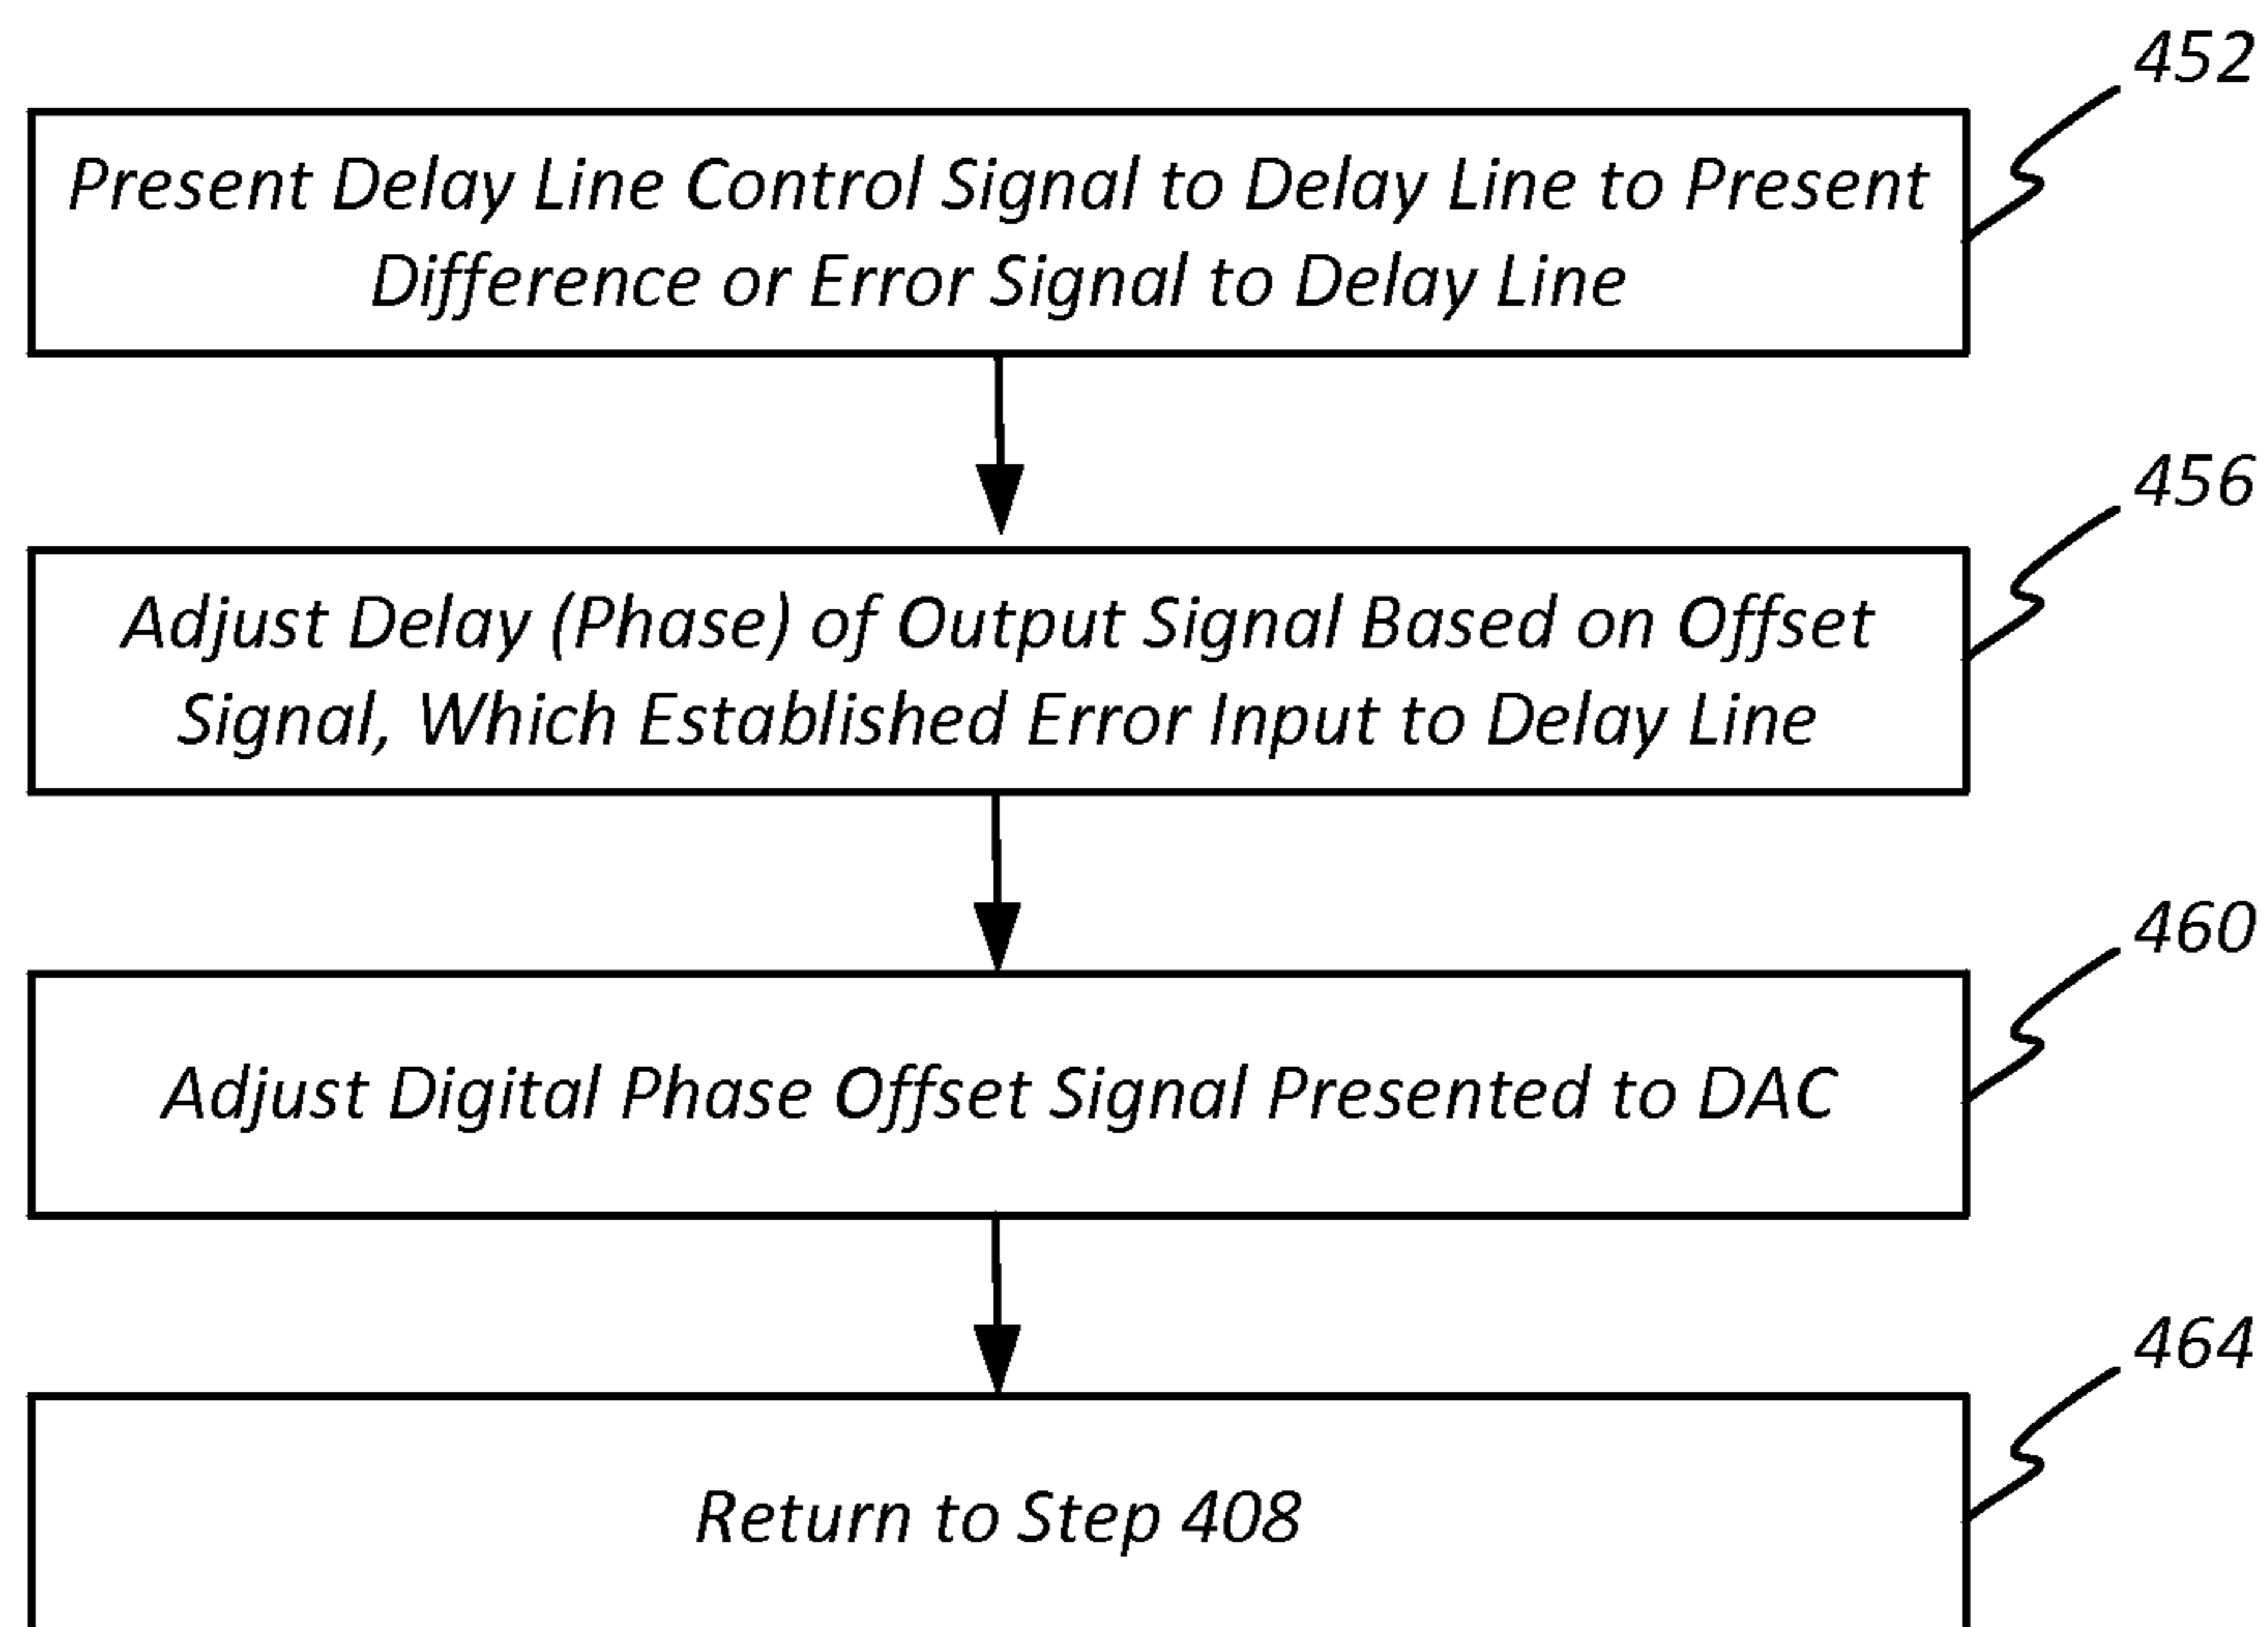 452
Present Delay Line Control Signal to Delay Line to Present
Difference or Error Signal to Delay Line
456
Adjust Delay (Phase) of Output Signal Based on Offset
Signal, Which Established Error Input to Delay Line
460
Adjust Digital Phase Offset Signal Presented to DAC
464
Return to Step 408